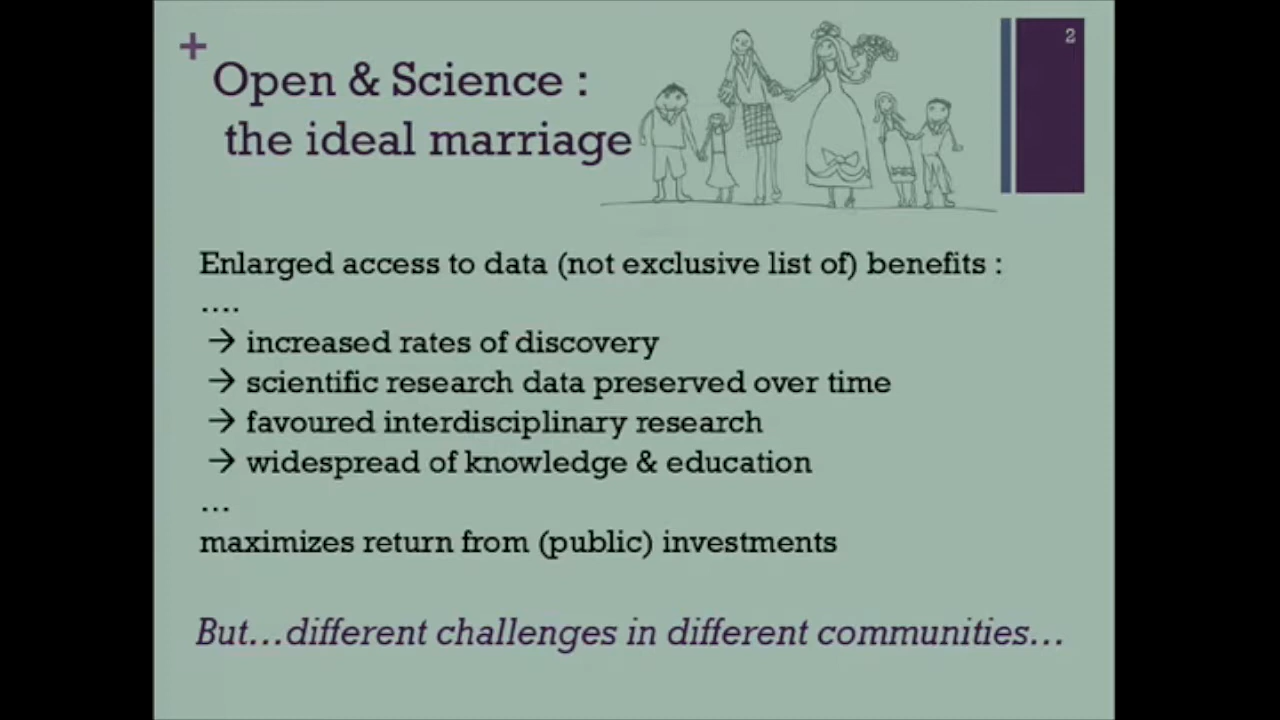 2
+
Open & Science :
the ideal marriage
Enlarged access to data (not exclusive list of) benefits :
....
→ increased rates of discovery
→ scientific research data preserved over time
→ favoured interdisciplinary research
→ widespread of knowledge & education
...
maximizes return from (public) investments
But...different challenges in different communities...